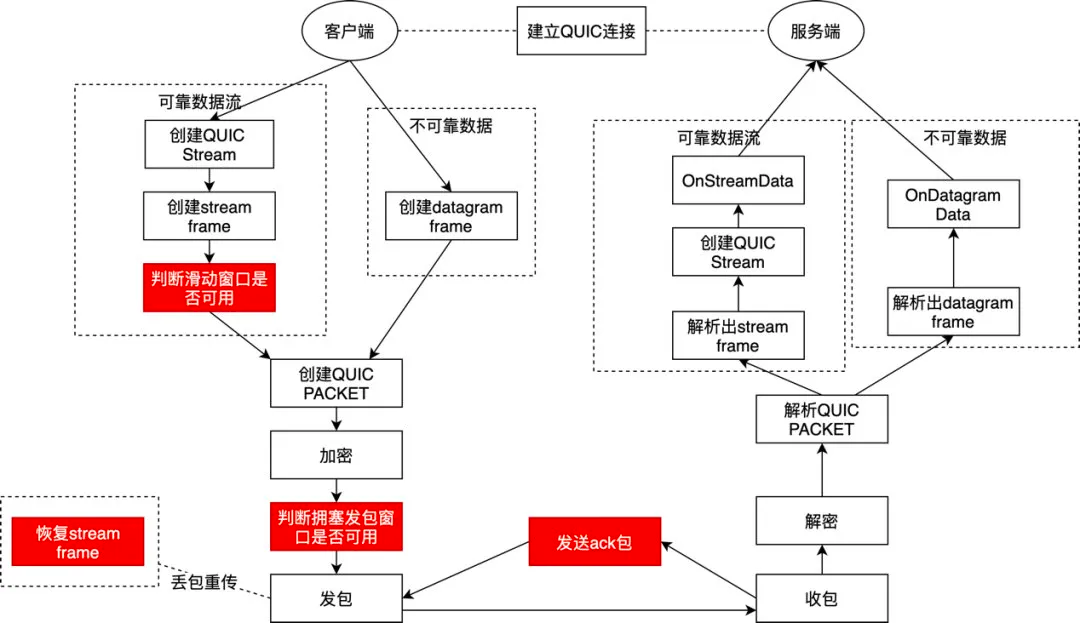 客户端
建立QUIC连接
服务端
可靠数据流
创建QUIC
Stream
创建stream
frame
判断滑动窗口是
否可用
不可靠数据
创建datagram
frame
创建QUIC
PACKET
加密
判断拥塞发包窗
口是否可用
发包
恢复stream
frame
丢包重传
发送ack包
收包
解密
解析QUIC
PACKET
可靠数据流
OnStreamData
创建QUIC
Stream
解析出stream
frame
不可靠数据
OnDatagram
Data
解析出datagram
frame